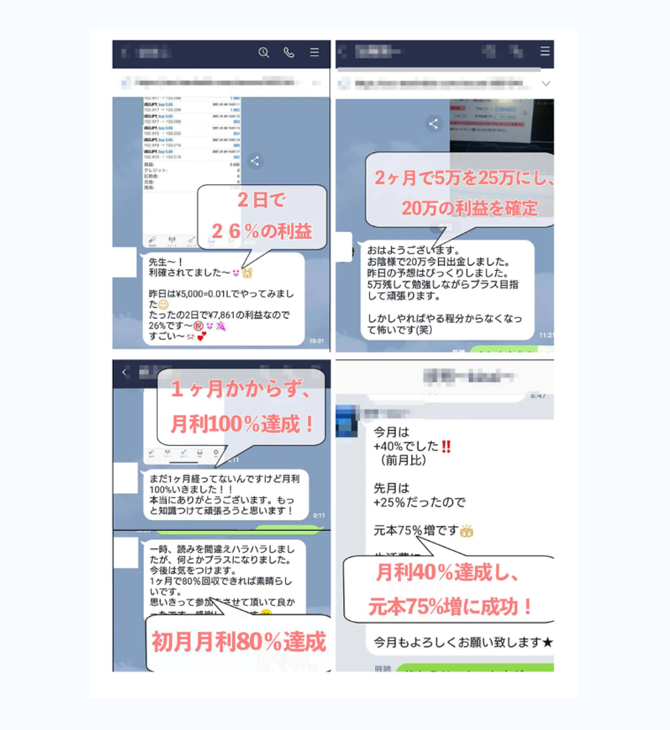 2日で
26%の利益
先生〜！
利確されてました〜
昨日は¥5,000=0.01Lでやってみまし
た
たったの2日で¥7,861の利益なので
26%です〜㊗
すごい〜
10:01
2ヶ月で5万を25万にし、
20万の利益を確定
おはようございます。
お陰様で20万今日出金しました。
昨日の予想はびっくりしました。
5万残して勉強しながらプラス目指
して頑張ります。
しかしやればやる程分からなくなっ
て怖いです(笑)
11:21
1ヶ月かからず、
月利100%達成！
まだ1ヶ月経ってないんですけど月利
100%いきました！！
本当にありがとうございます。もっ
と知識つけて頑張ろうと思います！
8:11
一時、読みを間違えハラハラしまし
たが、何とかプラスになりました。
今後は気をつけます。
1ヶ月で80%回収できれば素晴らし
いです。
思いきって参加させて頂いて良か
初月月利80%達成
8:47
今月は
+40%でした‼
（前月比）
先月は
+25%だったので
元本75%増です
月利40%達成し、
元本75%増に成功！
今月もよろしくお願い致します★
既読